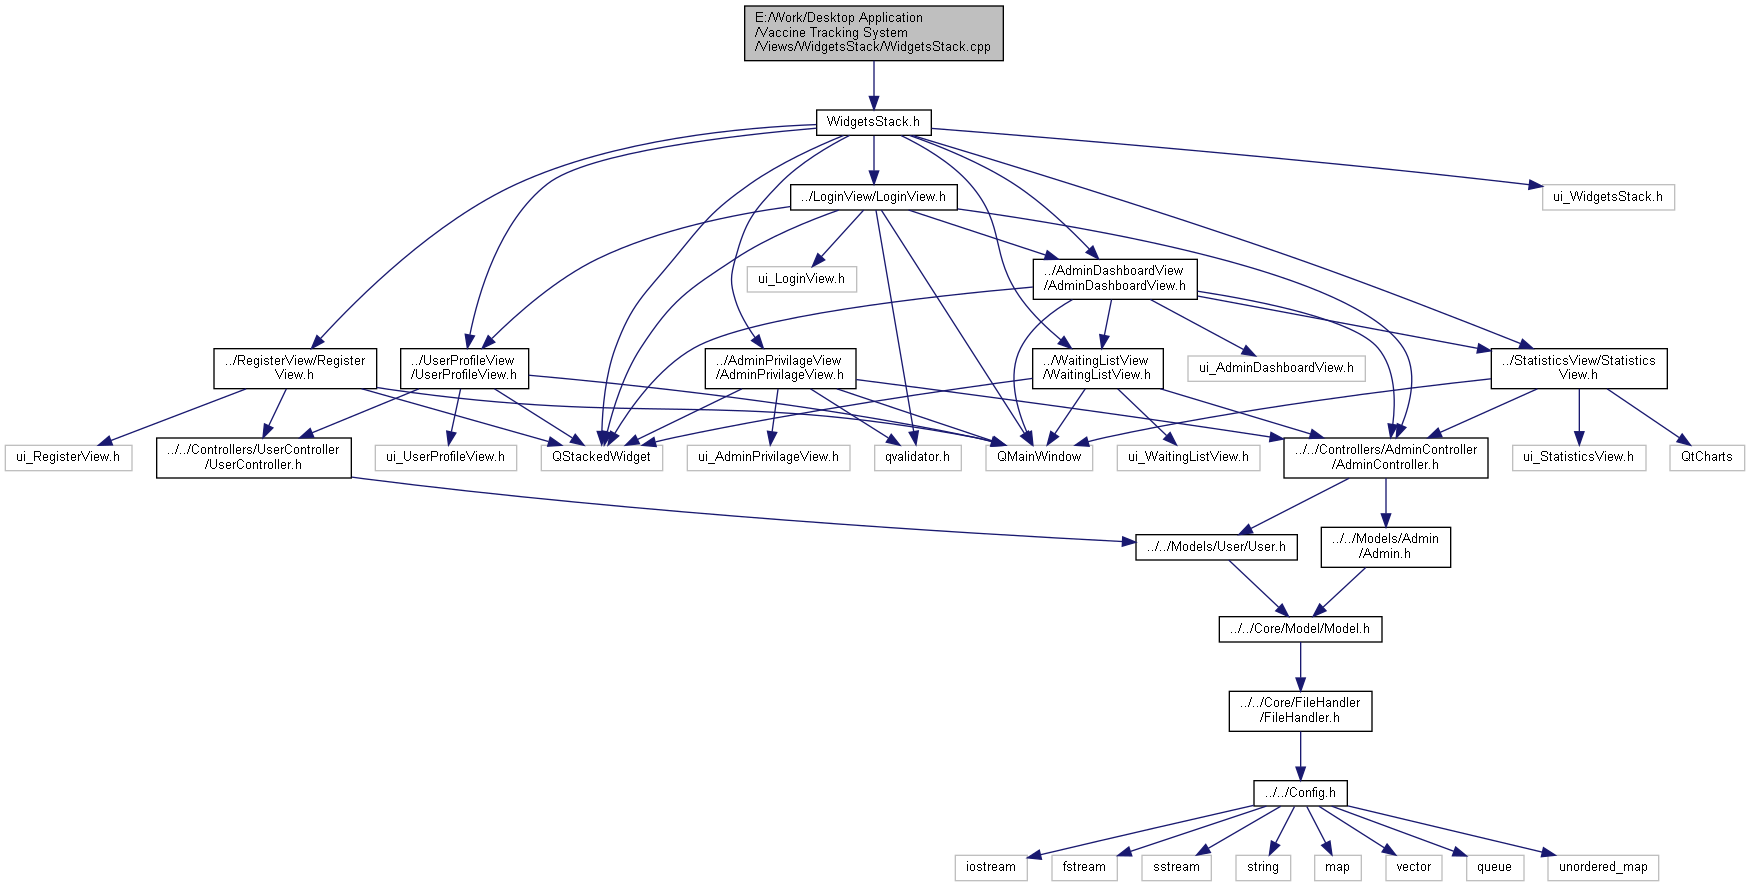 E:/Work/Desktop Application
/Vaccine Tracking System
/Views/WidgetsStack/WidgetsStack.cpp
WidgetsStack.h
../LoginView/LoginView.h
ui_WidgetsStack.h
ui_LoginView.h
../AdminDashboardView
/AdminDashboardView.h
../RegisterView/Register
View.h
../UserProfileView
/UserProfileView.h
../AdminPrivilageView
/AdminPrivilageView.h
../WaitingListView
/WaitingListView.h
ui_AdminDashboardView.h
../StatisticsView/Statistics
View.h
ui_RegisterView.h
../../Controllers/UserController
/UserController.h
ui_UserProfileView.h
QStackedWidget
ui_AdminPrivilageView.h
qvalidator.h
QMainWindow
ui_WaitingListView.h
../../Controllers/AdminController
/AdminController.h
ui_StatisticsView.h
QtCharts
../../Models/User/User.h
../../Models/Admin
/Admin.h
../../Core/Model/Model.h
../../Core/FileHandler
/FileHandler.h
../../Config.h
iostream
fstream
sstream
string
map
vector
queue
unordered_map